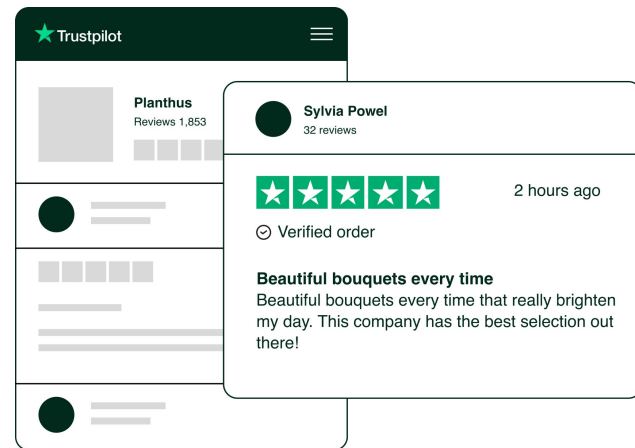 Trustpilot
Planthus
Reviews 1,853
Sylvia Powel
32 reviews
2 hours ago
Verified order
Beautiful bouquets every time
Beautiful bouquets every time that really brighten
my day. This company has the best selection out
there!